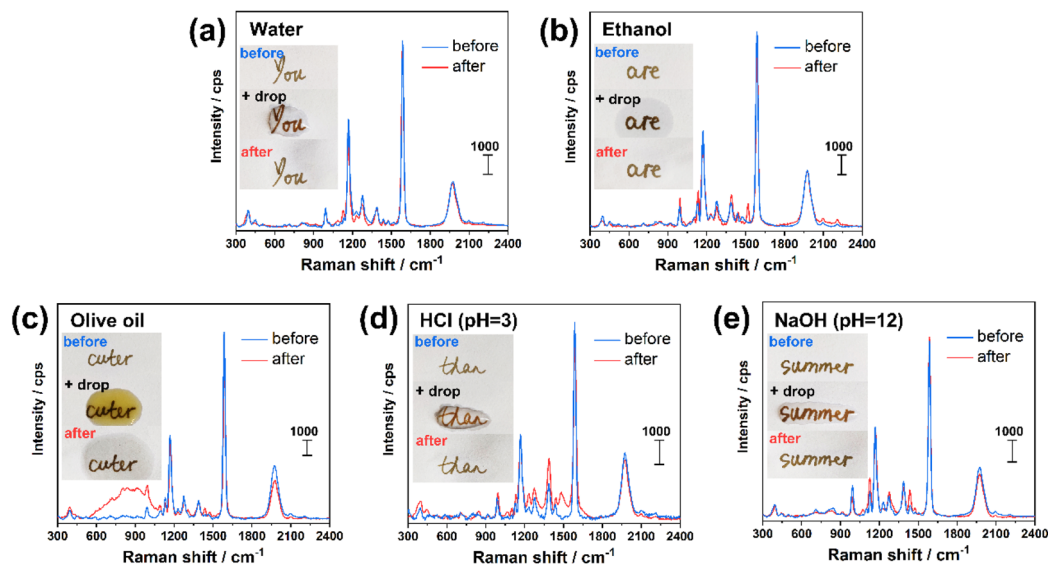 (a) Water
Intensity / cps
before
You
+ drop
You
after
You
before
after
1000
300 600 900 1200 1500 1800 2100 2400
Raman shift / cm-1
(b) Ethanol
Intensity / cps
before
are
+ drop
are
after
are
before
after
1000
300 600 900 1200 1500 1800 2100 2400
Raman shift / cm-1
(c) Olive oil
Intensity / cps
before
cuter
+ drop
cuter
after
cuter
before
after
1000
300 600 900 1200 1500 1800 2100 2400
Raman shift / cm-1
(d) HCl (pH=3)
Intensity / cps
before
than
+ drop
than
after
than
before
after
1000
300 600 900 1200 1500 1800 2100 2400
Raman shift / cm-1
(e) NaOH (pH=12)
Intensity / cps
before
summer
+ drop
summer
after
summer
before
after
1000
300 600 900 1200 1500 1800 2100 2400
Raman shift / cm-1